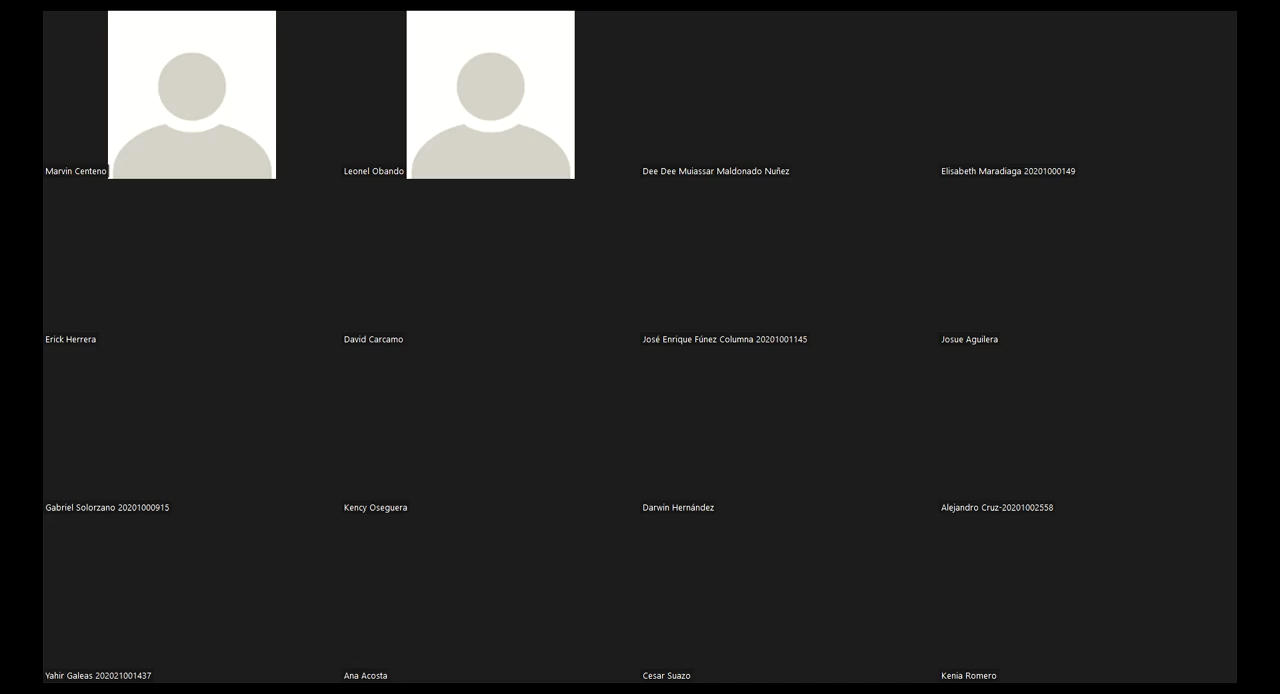 Marvin Centeno
Leonel Obando
Dee Dee Muiassar Maldonado Nuñez
Elisabeth Maradiaga 20201000149
Erick Herrera
David Carcamo
José Enrique Fúnez Columna 20201001145
Josue Aguilera
Gabriel Solorzano 20201000915
Kency Oseguera
Darwin Hernández
Alejandro Cruz-20201002558
Yahir Galeas 202021001437
Ana Acosta
Cesar Suazo
Kenia Romero